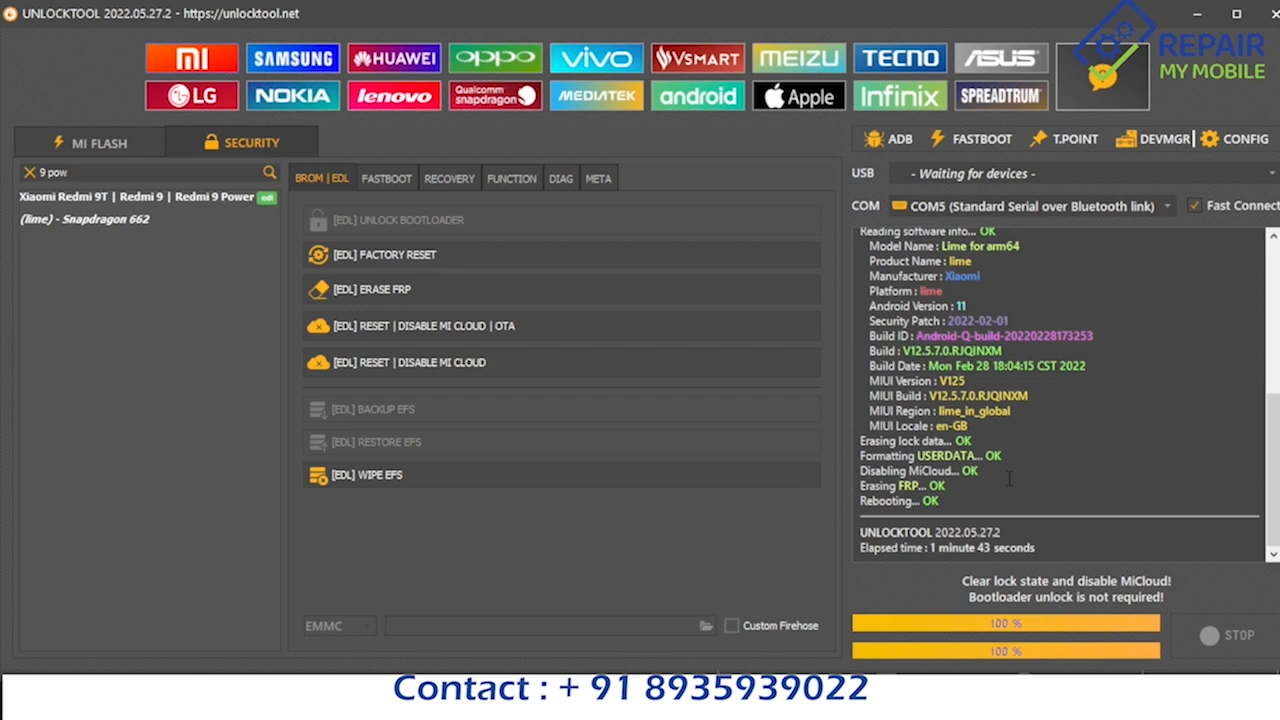 UNLOCKTOOL 2022.05.27.2 - https://unlocktool.net
REPAIR
MY MOBILE
mi SAMSUNG HUAWEI oppo vivo VSMART MEIZU TECNO ASUS
LG NOKIA lenovo Qualcomm snapdragon MEDIATEK android Apple Infinix SPREADTRUM
MI FLASH SECURITY
ADB FASTBOOT T.POINT DEVMGR CONFIG
9 pow
Xiaomi Redmi 9T | Redmi 9 | Redmi 9 Power edl
(lime) - Snapdragon 662
BROM | EDL FASTBOOT RECOVERY FUNCTION DIAG META
[EDL] UNLOCK BOOTLOADER
[EDL] FACTORY RESET
[EDL] ERASE FRP
[EDL] RESET | DISABLE MI CLOUD | OTA
[EDL] RESET | DISABLE MI CLOUD
[EDL] BACKUP EFS
[EDL] RESTORE EFS
[EDL] WIPE EFS
EMMC Custom Firehose
USB - Waiting for devices -
COM COM5 (Standard Serial over Bluetooth link) Fast Connect
Reading software info... OK
Model Name : Lime for arm64
Product Name : lime
Manufacturer : Xiaomi
Platform : lime
Android Version : 11
Security Patch : 2022-02-01
Build ID : Android-Q-build-20220228173253
Build : V12.5.7.0.RJQINXM
Build Date : Mon Feb 28 18:04:15 CST 2022
MIUI Version : V125
MIUI Build : V12.5.7.0.RJQINXM
MIUI Region : lime_in_global
MIUI Locale : en-GB
Erasing lock data... OK
Formatting USERDATA... OK
Disabling MiCloud... OK
Erasing FRP... OK
Rebooting... OK
UNLOCKTOOL 2022.05.27.2
Elapsed time : 1 minute 43 seconds
Clear lock state and disable MiCloud!
Bootloader unlock is not required!
100 %
100 %
STOP
Contact : + 91 8935939022